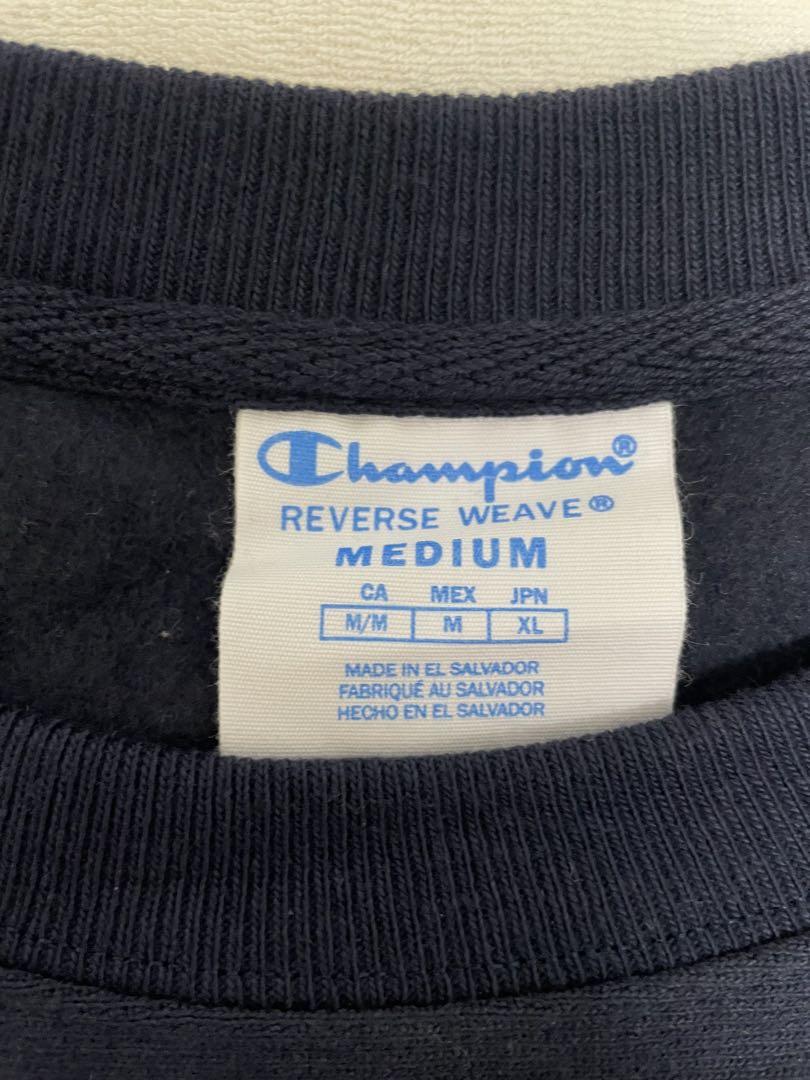 Champion®
REVERSE WEAVE®
MEDIUM
CA MEX JPN
M/M M XL
MADE IN EL SALVADOR
FABRIQUÉ AU SALVADOR
HECHO EN EL SALVADOR